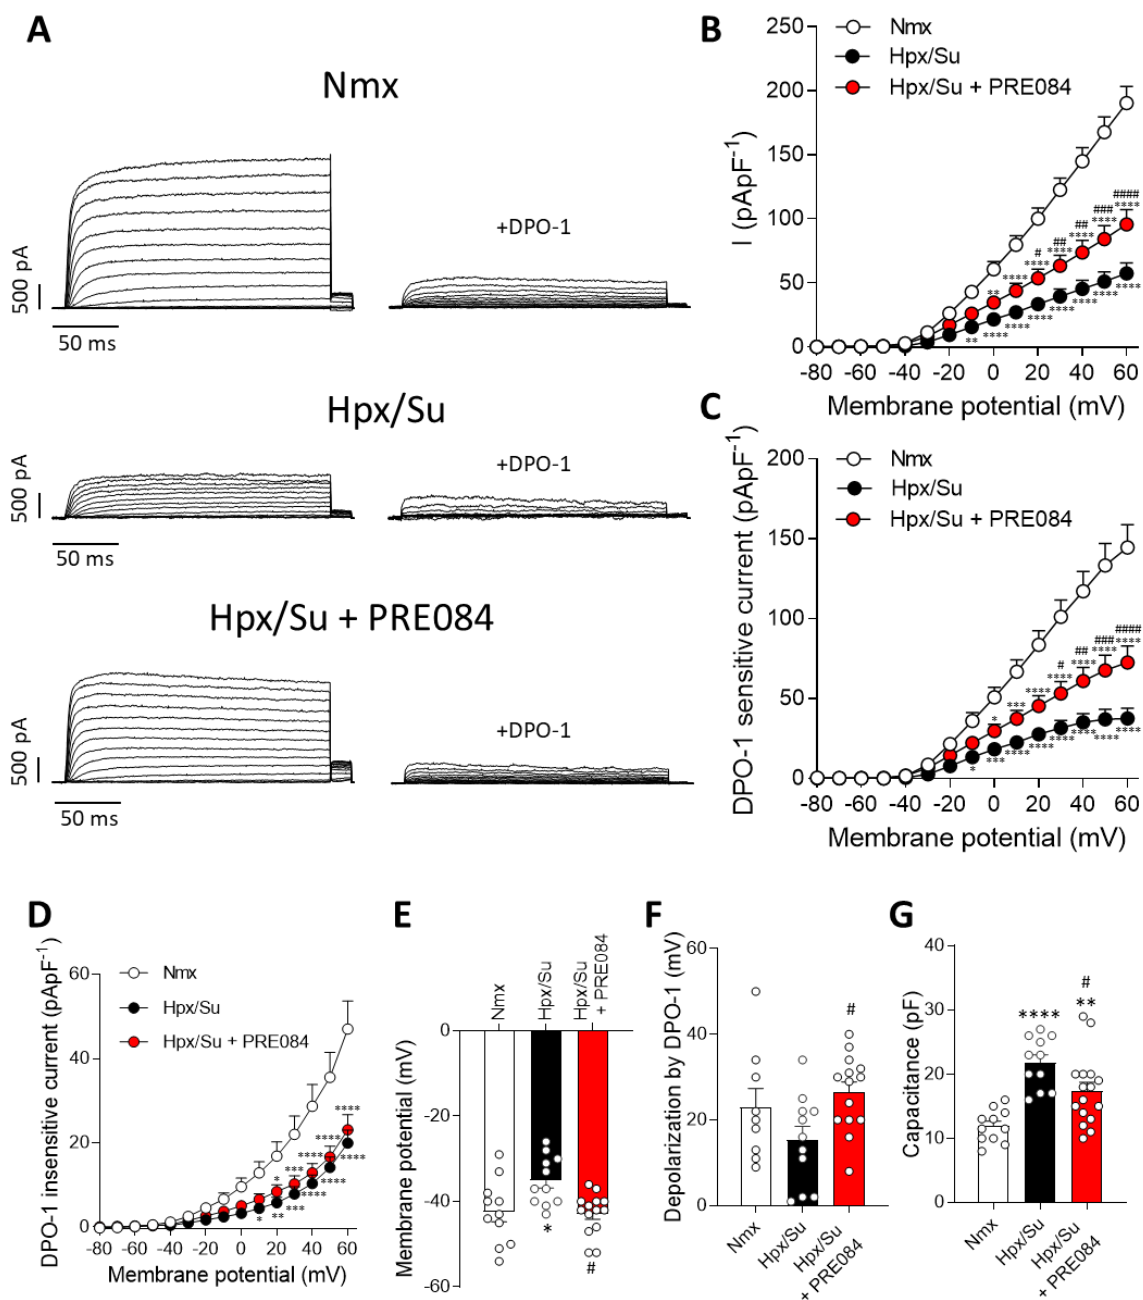 A
Nmx
500 pA
50 ms
+DPO-1
Hpx/Su
500 pA
50 ms
+DPO-1
Hpx/Su + PRE084
500 pA
50 ms
+DPO-1
B
Nmx
Hpx/Su
Hpx/Su + PRE084
I (pApF-1)
250
200
150
100
50
0
#
##
##
###
####
**
****
****
****
****
****
****
**
****
****
****
****
****
****
****
-80 -60 -40 -20 0 20 40 60
Membrane potential (mV)
C
Nmx
Hpx/Su
Hpx/Su + PRE084
DPO-1 sensitive current (pApF-1)
200
150
100
50
0
#
##
###
####
*
***
****
****
****
****
****
*
***
****
****
****
****
****
****
-80 -60 -40 -20 0 20 40 60
Membrane potential (mV)
D
Nmx
Hpx/Su
Hpx/Su + PRE084
DPO-1 insensitive current (pApF-1)
60
40
20
0
*
***
****
****
****
*
**
***
****
****
****
-80 -60 -40 -20 0 20 40 60
Membrane potential (mV)
E
Nmx
Hpx/Su
Hpx/Su
+ PRE084
Membrane potential (mV)
0
-20
-40
-60
*
#
F
Depolarization by DPO-1 (mV)
60
40
20
0
#
Nmx
Hpx/Su
Hpx/Su
+ PRE084
G
Capacitance (pF)
40
30
20
10
0
****
#
**
Nmx
Hpx/Su
Hpx/Su
+ PRE084